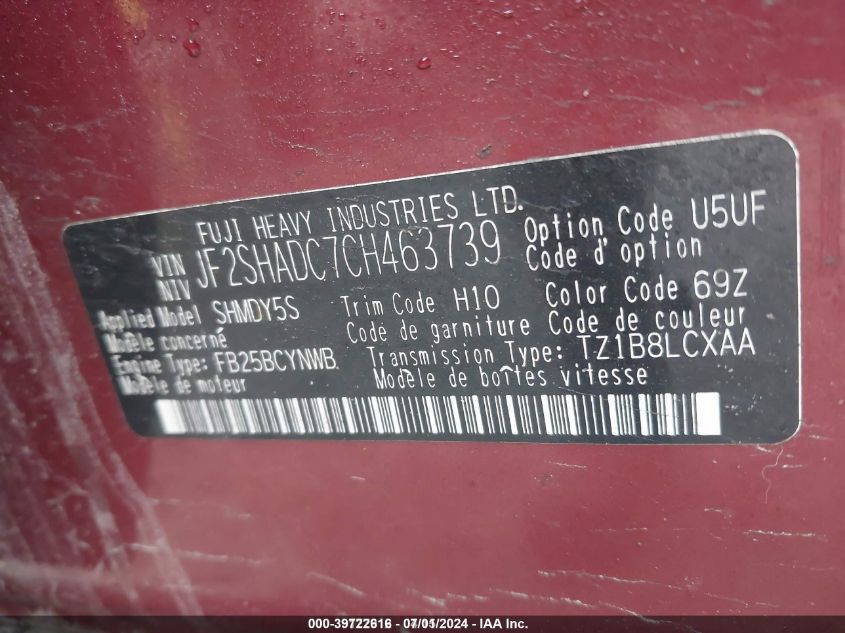 FUJI HEAVY INDUSTRIES LTD.
VIN
NIV JF2SHADC7CH463739
Option Code U5UF
Code d'option
Applied Model SHMDY5S Trim Code H10 Color Code 69Z
Modèle concerné Code de garniture Code de couleur
Engine Type: FB25BCYNWB. Transmission Type: TZ1B8LCXAA
Modèle de moteur Modèle de boîtes vitesse
000-39722616 - 07/01/2024 - IAA Inc.